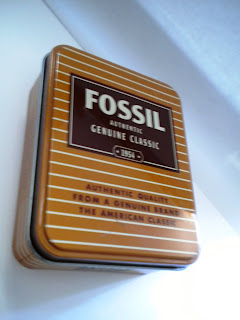 FOSSIL
AUTHENTIC
GENUINE CLASSIC
1954
AUTHENTIC QUALITY
FROM A GENUINE BRAND
THE AMERICAN CLASSIC